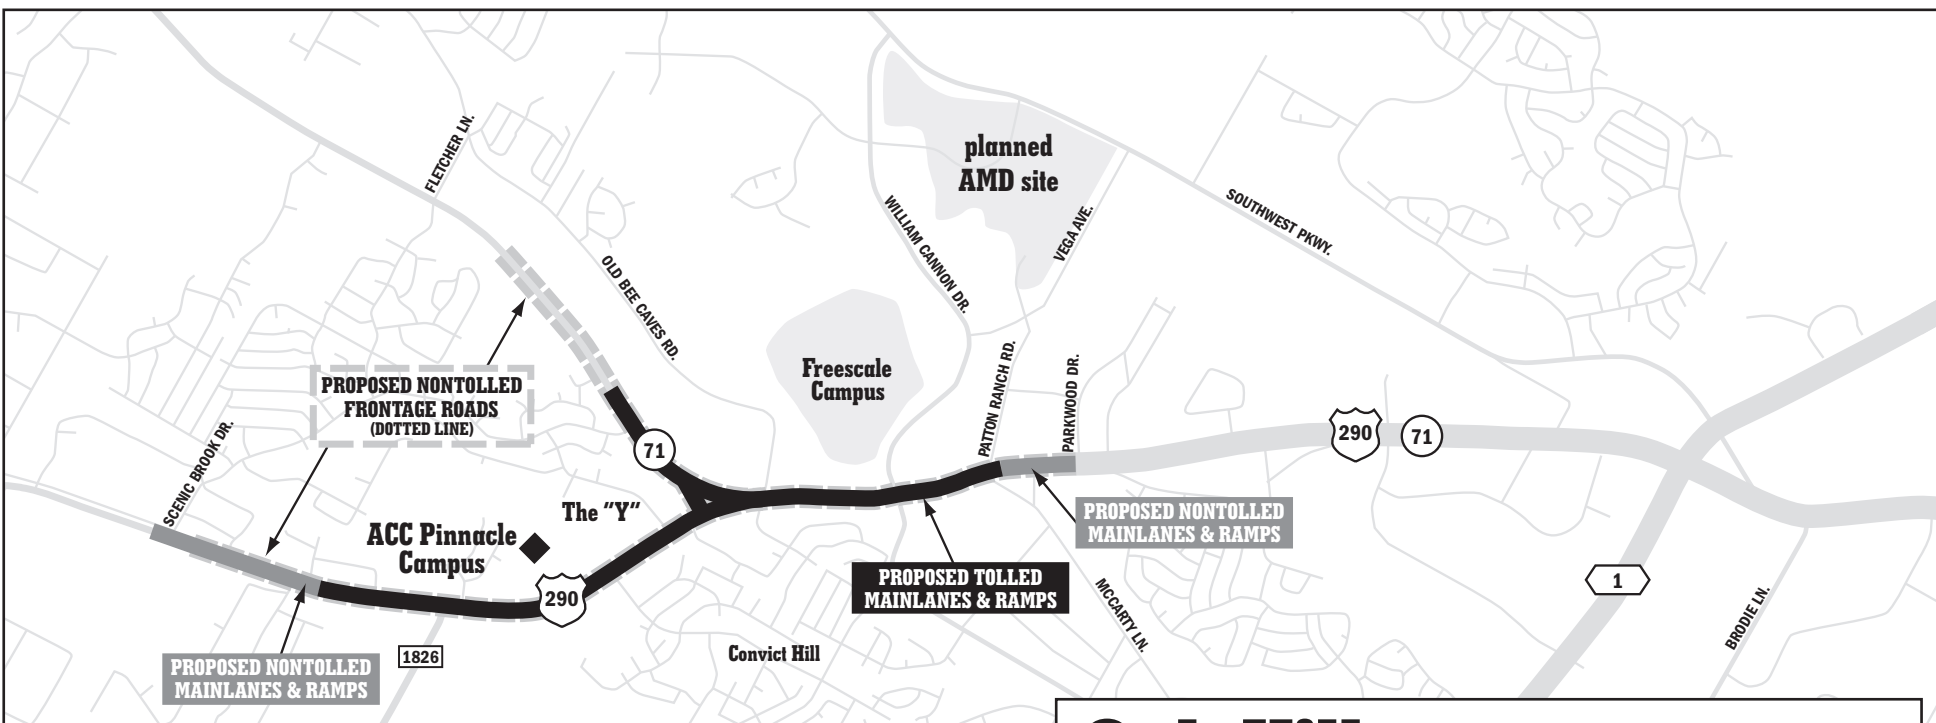 FLETCHER LN.
planned
AMD site
SOUTHWEST PKWY.
WILLIAM CANNON DR.
VEGA AVE.
OLD BEE CAVES RD.
Freescale
Campus
PATTON RANCH RD.
PARKWOOD DR.
PROPOSED NONTOLLED
FRONTAGE ROADS
(DOTTED LINE)
SCENIC BROOK DR.
71
290
71
The "Y"
ACC Pinnacle
Campus
290
PROPOSED NONTOLLED
MAINLANES & RAMPS
PROPOSED TOLLED
MAINLANES & RAMPS
1
MCCARTY LN.
BRODIE LN.
Convict Hill
1826
PROPOSED NONTOLLED
MAINLANES & RAMPS